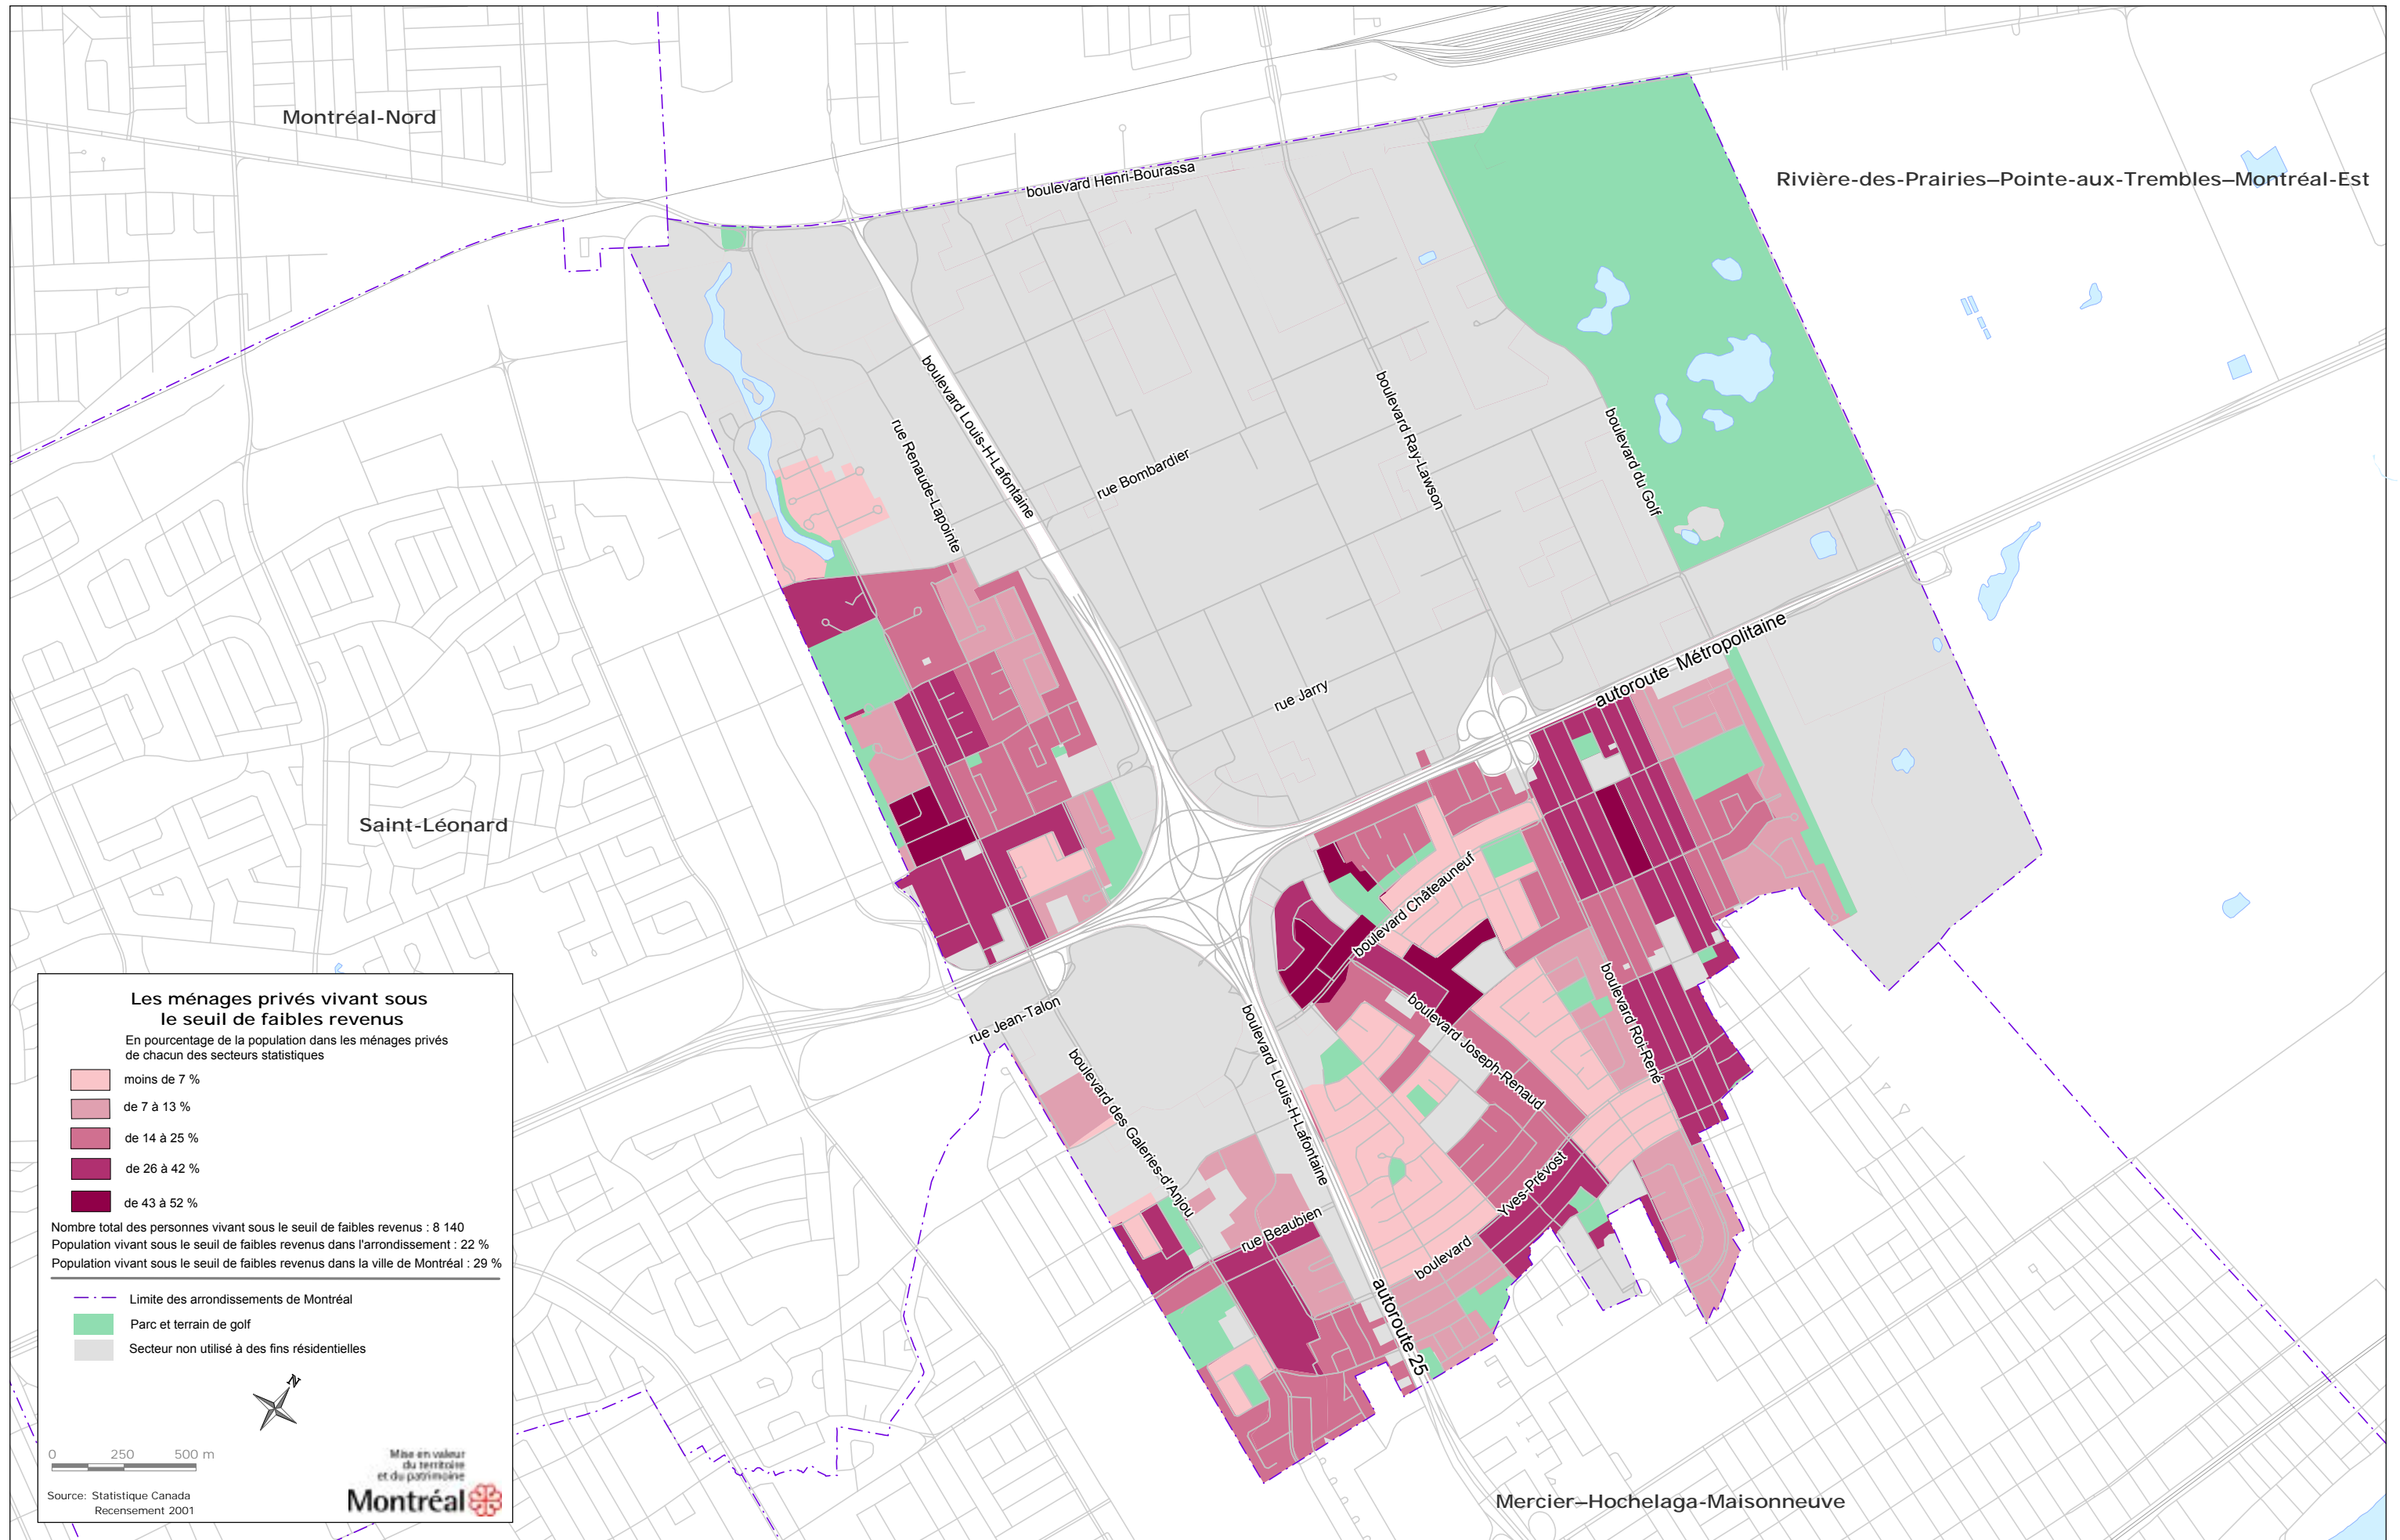 Montréal-Nord
Rivière-des-Prairies–Pointe-aux-Trembles–Montréal-Est
boulevard Henri-Bourassa
boulevard Louis-H-Lafontaine
rue Renaude-Lapointe
rue Bombardier
boulevard Ray-Lawson
boulevard du Golf
autoroute Métropolitaine
rue Jarry
Saint-Léonard
boulevard Châteauneuf
boulevard Roi-René
boulevard Joseph-Renaud
rue Jean-Talon
boulevard Louis-H-Lafontaine
boulevard des Galeries-d'Anjou
Yves-Prévost
boulevard
rue Beaubien
autoroute 25
Mercier–Hochelaga-Maisonneuve
Les ménages privés vivant sous
le seuil de faibles revenus
En pourcentage de la population dans les ménages privés
de chacun des secteurs statistiques
moins de 7 %
de 7 à 13 %
de 14 à 25 %
de 26 à 42 %
de 43 à 52 %
Nombre total des personnes vivant sous le seuil de faibles revenus : 8 140
Population vivant sous le seuil de faibles revenus dans l'arrondissement : 22 %
Population vivant sous le seuil de faibles revenus dans la ville de Montréal : 29 %
Limite des arrondissements de Montréal
Parc et terrain de golf
Secteur non utilisé à des fins résidentielles
N
0 250 500 m
Mise en valeur
du territoire
et du patrimoine
Montréal
Source: Statistique Canada
Recensement 2001